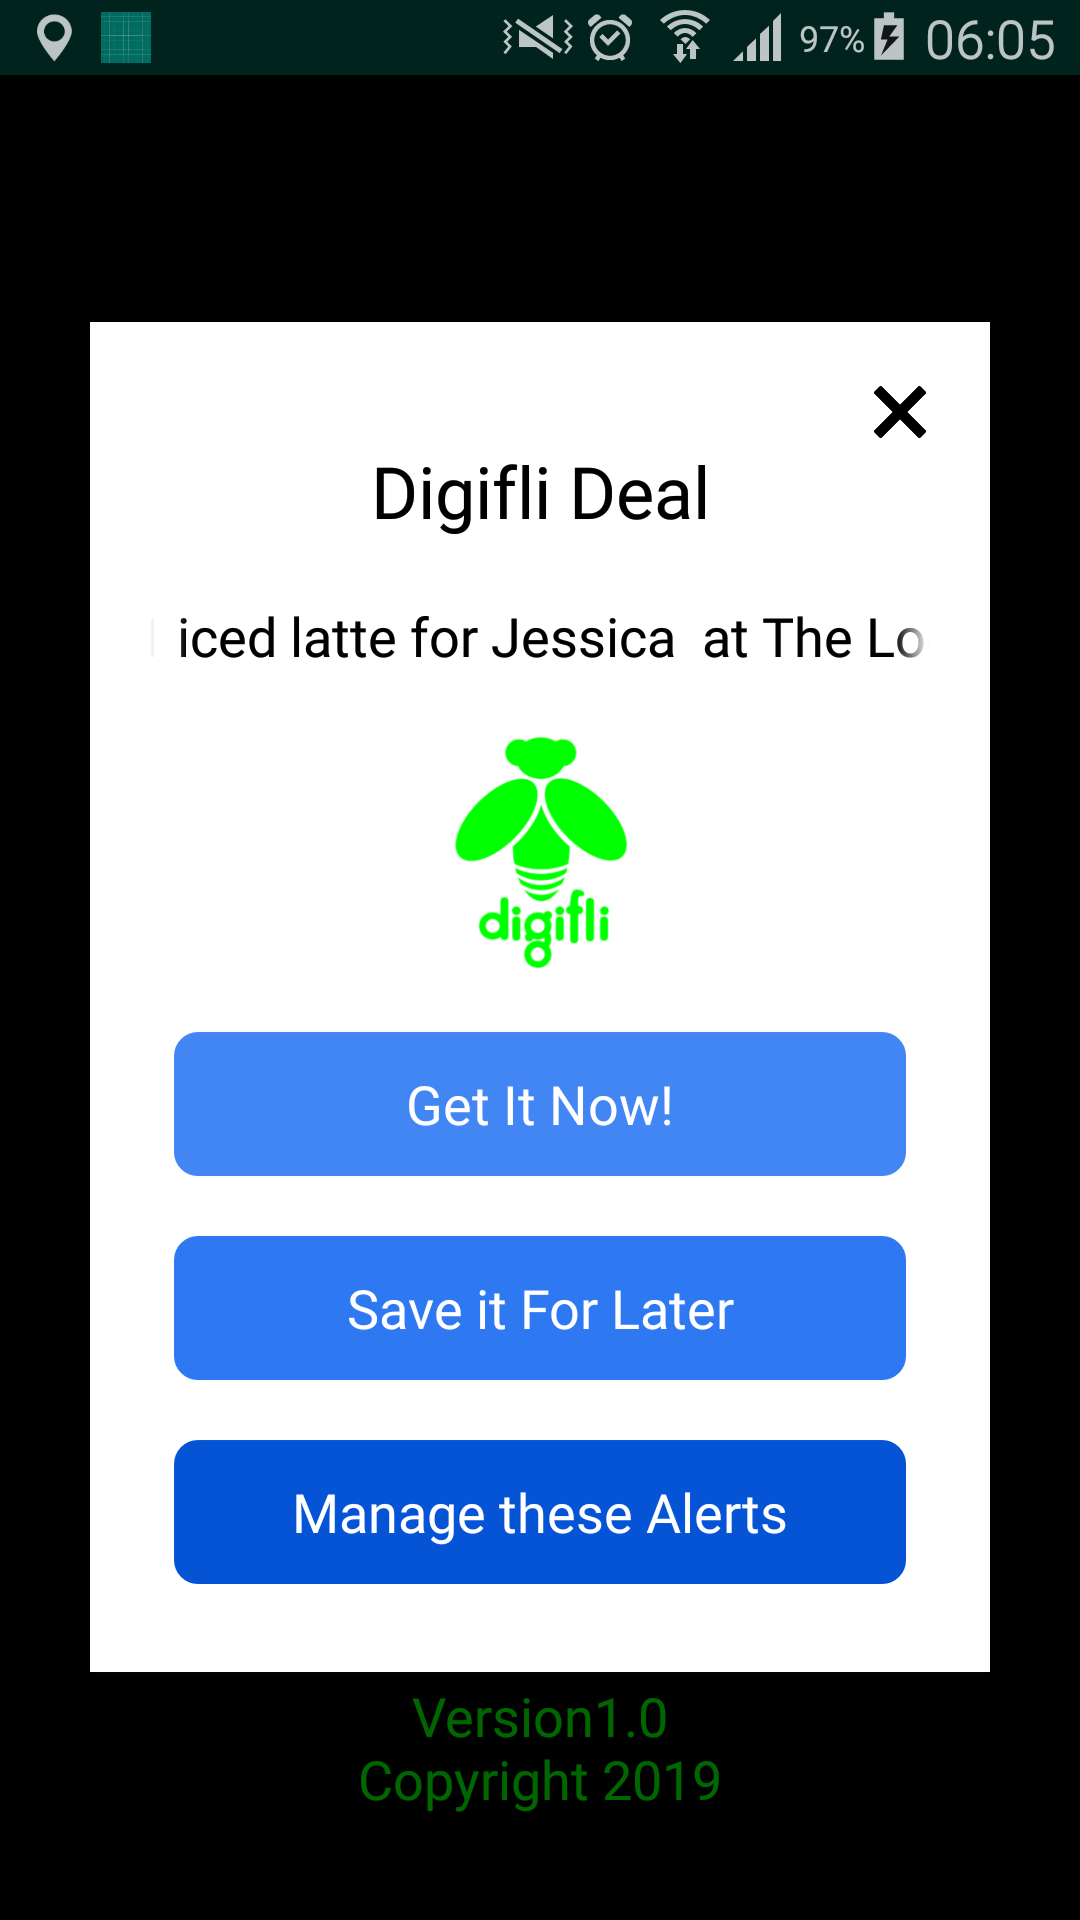 97% 06:05
Digifli Deal
iced latte for Jessica at The Lo
digifli
Get It Now!
Save it For Later
Manage these Alerts
Version1.0
Copyright 2019